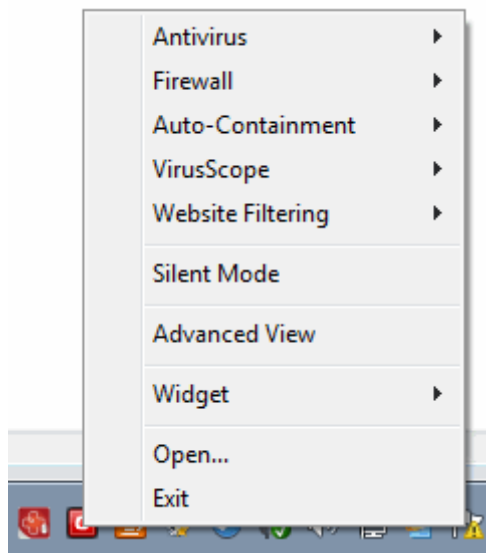 Antivirus
Firewall
Auto-Containment
VirusScope
Website Filtering
Silent Mode
Advanced View
Widget
Open...
Exit